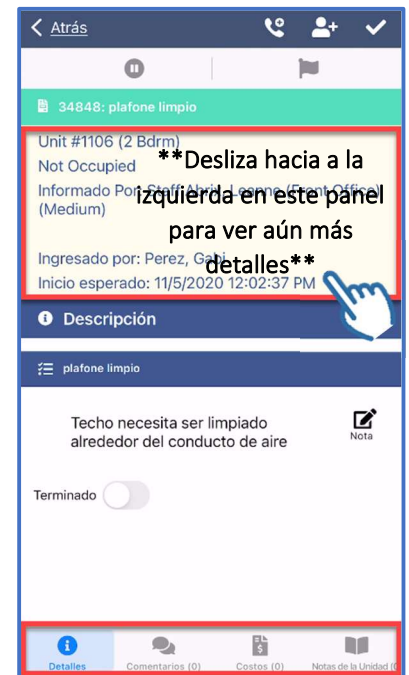 Atrás
34848: plafone limpio
Unit #1106 (2 Bdrm)
Not Occupied
Informado Por: Staff Abril, Leanne (Front Office)
(Medium)
**Desliza hacia a la
izquierda en este panel
para ver aún más
detalles**
Ingresado por: Perez, Gabi
Inicio esperado: 11/5/2020 12:02:37 PM
Descripción
plafone limpio
Techo necesita ser limpiado
alrededor del conducto de aire
Nota
Terminado
Detalles
Comentarios (0)
Costos (0)
Notas de la Unidad (0